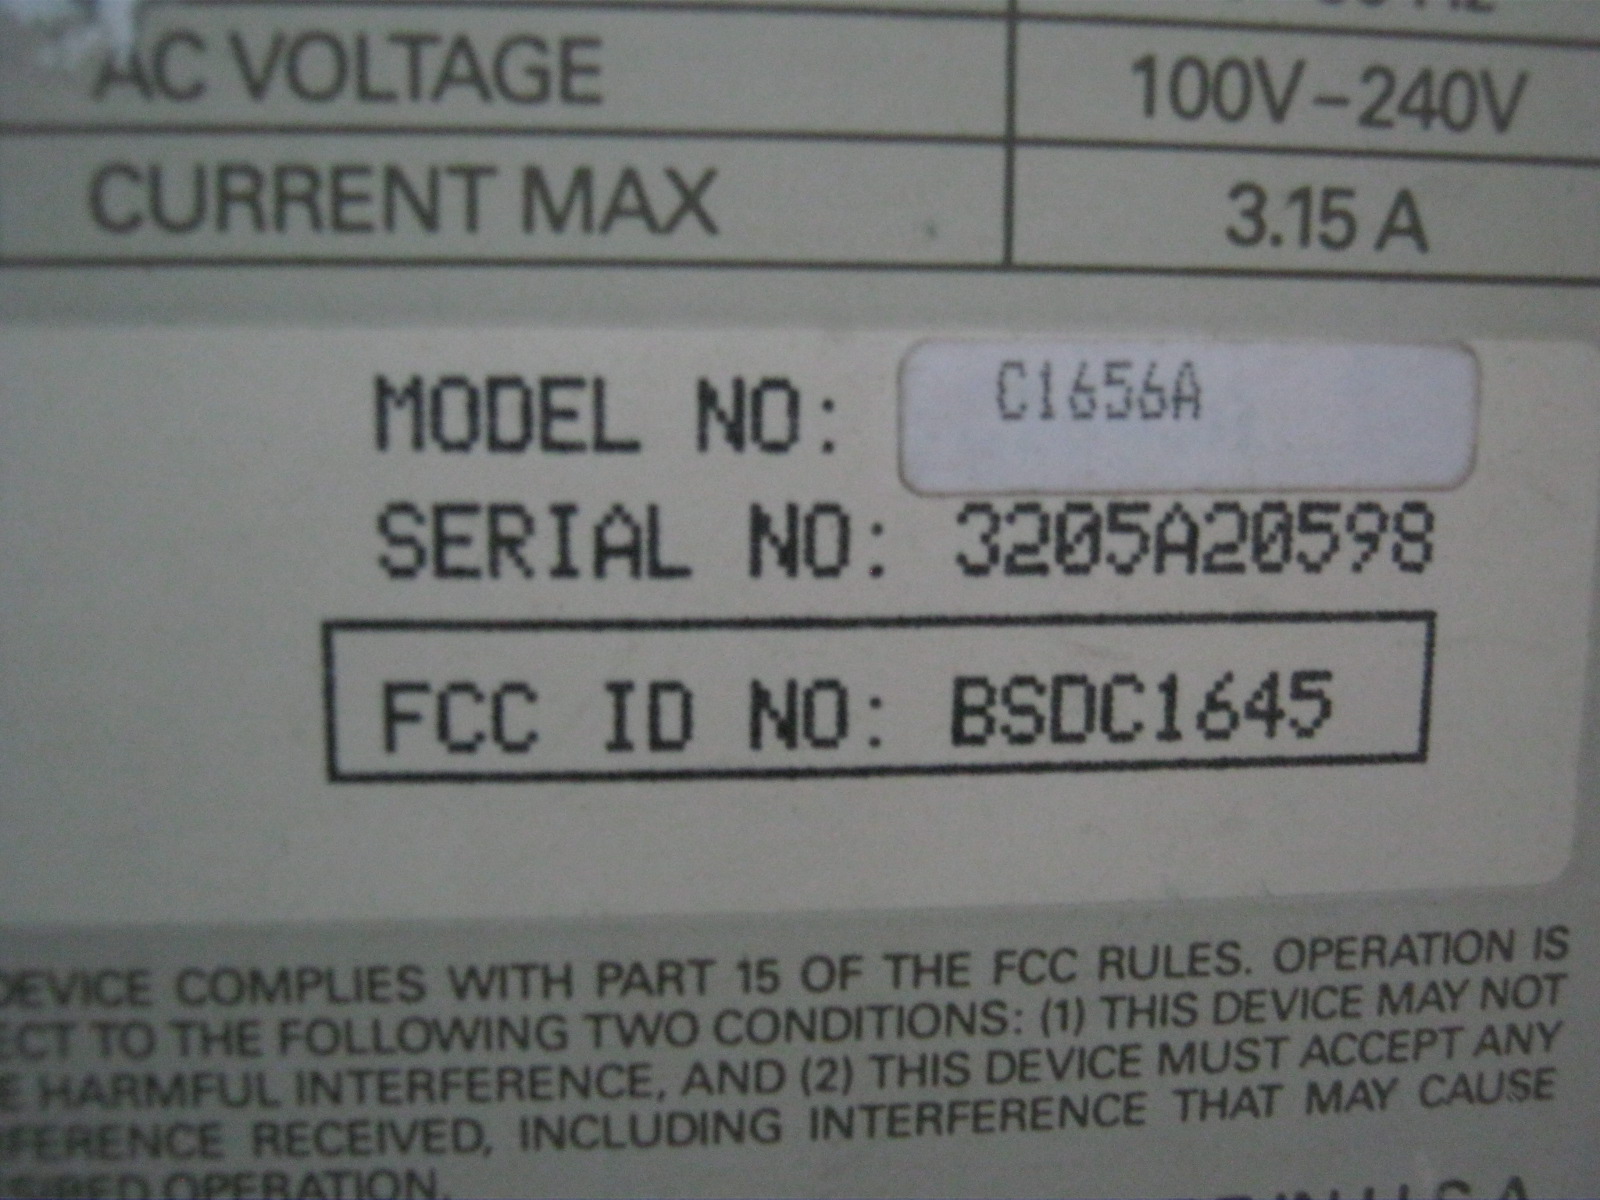 AC VOLTAGE 100V-240V
CURRENT MAX 3.15 A
MODEL NO: C1656A
SERIAL NO: 3205A20598
FCC ID NO: BSDC1645
DEVICE COMPLIES WITH PART 15 OF THE FCC RULES. OPERATION IS
ECT TO THE FOLLOWING TWO CONDITIONS: (1) THIS DEVICE MAY NOT
E HARMFUL INTERFERENCE, AND (2) THIS DEVICE MUST ACCEPT ANY
FERENCE RECEIVED, INCLUDING INTERFERENCE THAT MAY CAUSE
OPERATION.